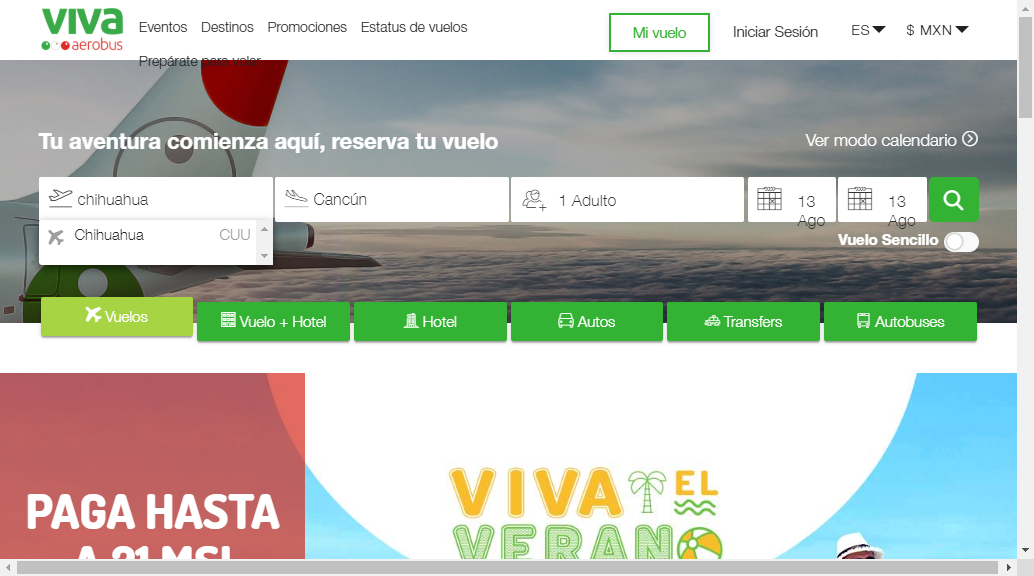 viva
aerobus
Eventos Destinos Promociones Estatus de vuelos
Prepárate para volar
Mi vuelo
Iniciar Sesión
ES
$ MXN
Tu aventura comienza aquí, reserva tu vuelo
Ver modo calendario
chihuahua
Cancún
1 Adulto
13
Ago
13
Ago
Chihuahua CUU
Vuelo Sencillo
Vuelos
Vuelo + Hotel
Hotel
Autos
Transfers
Autobuses
PAGA HASTA
A 21 MSI
VIVA EL
VERANO